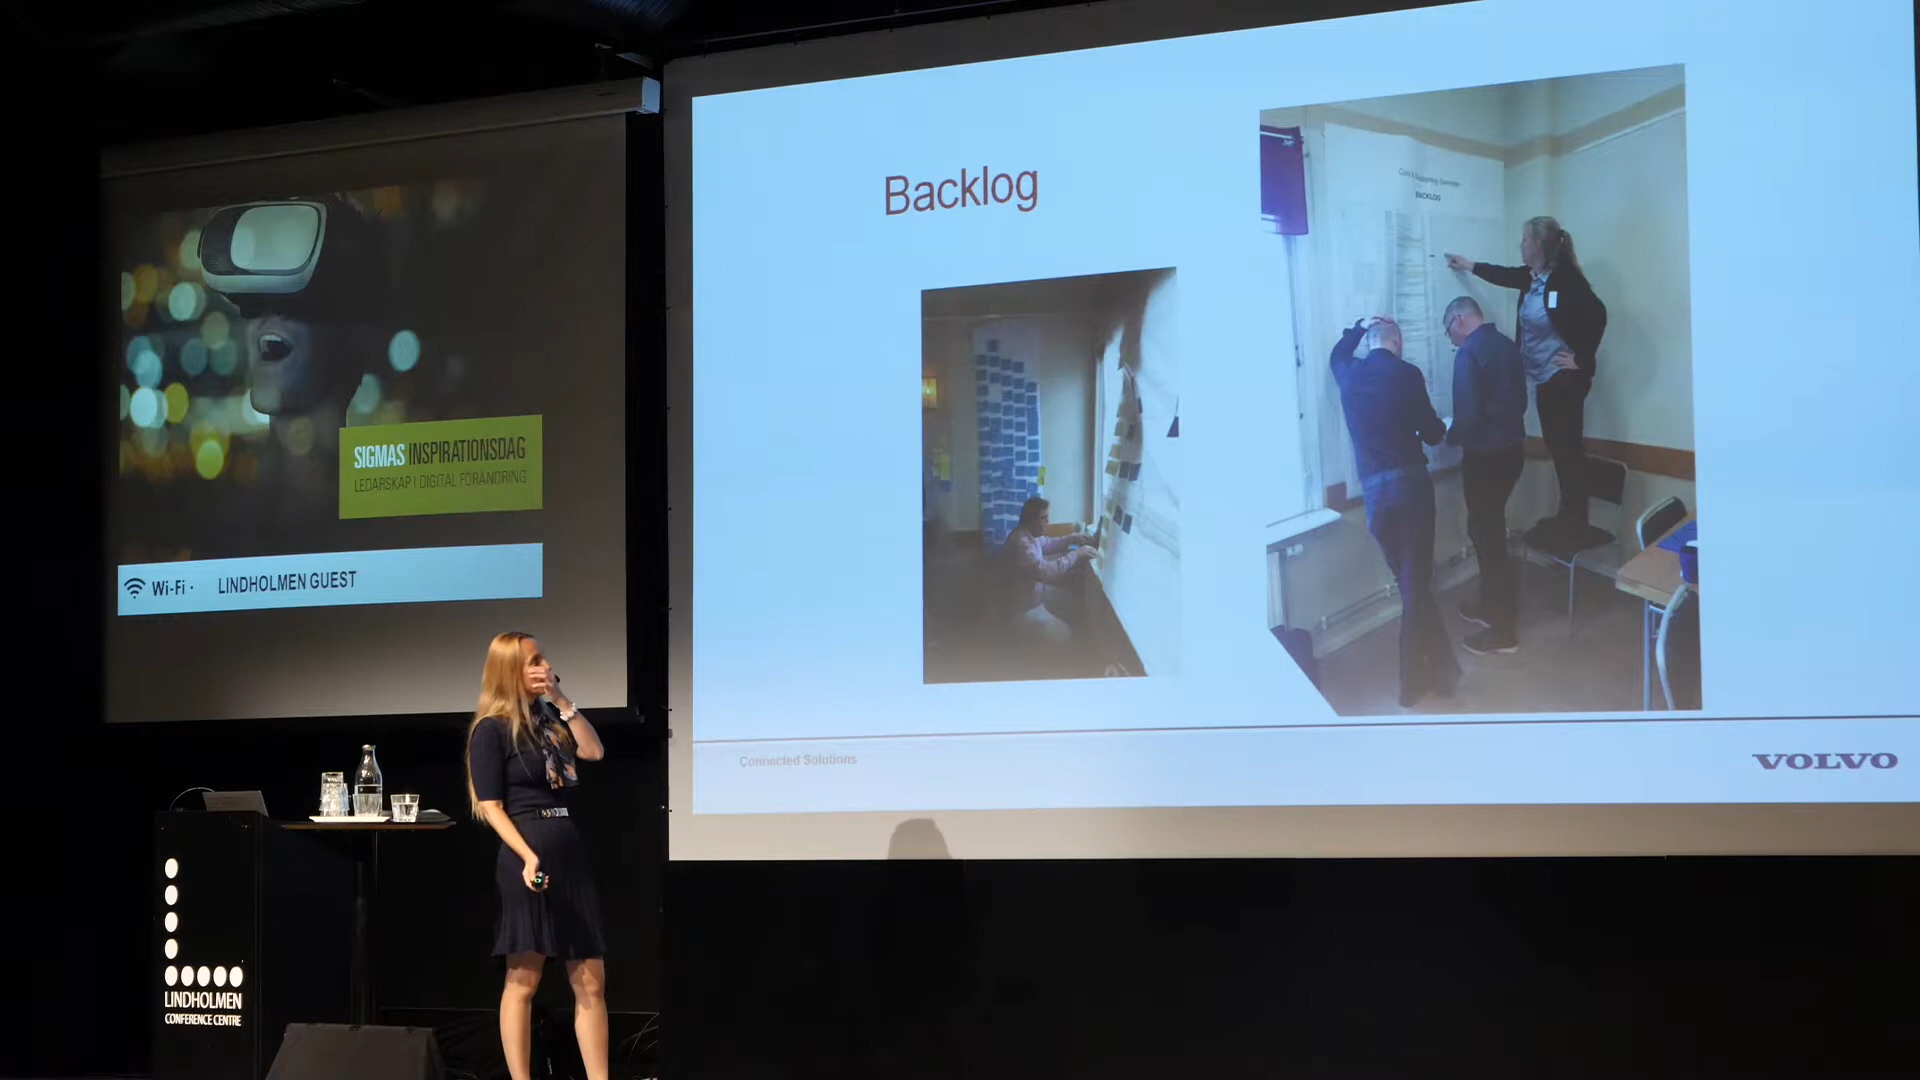 SIGMAS INSPIRATIONSDAG
LEDARSKAP I DIGITAL FÖRÄNDRING
Wi-Fi · LINDHOLMEN GUEST
Backlog
BACKLOG
Connected Solutions
VOLVO
LINDHOLMEN
CONFERENCE CENTRE